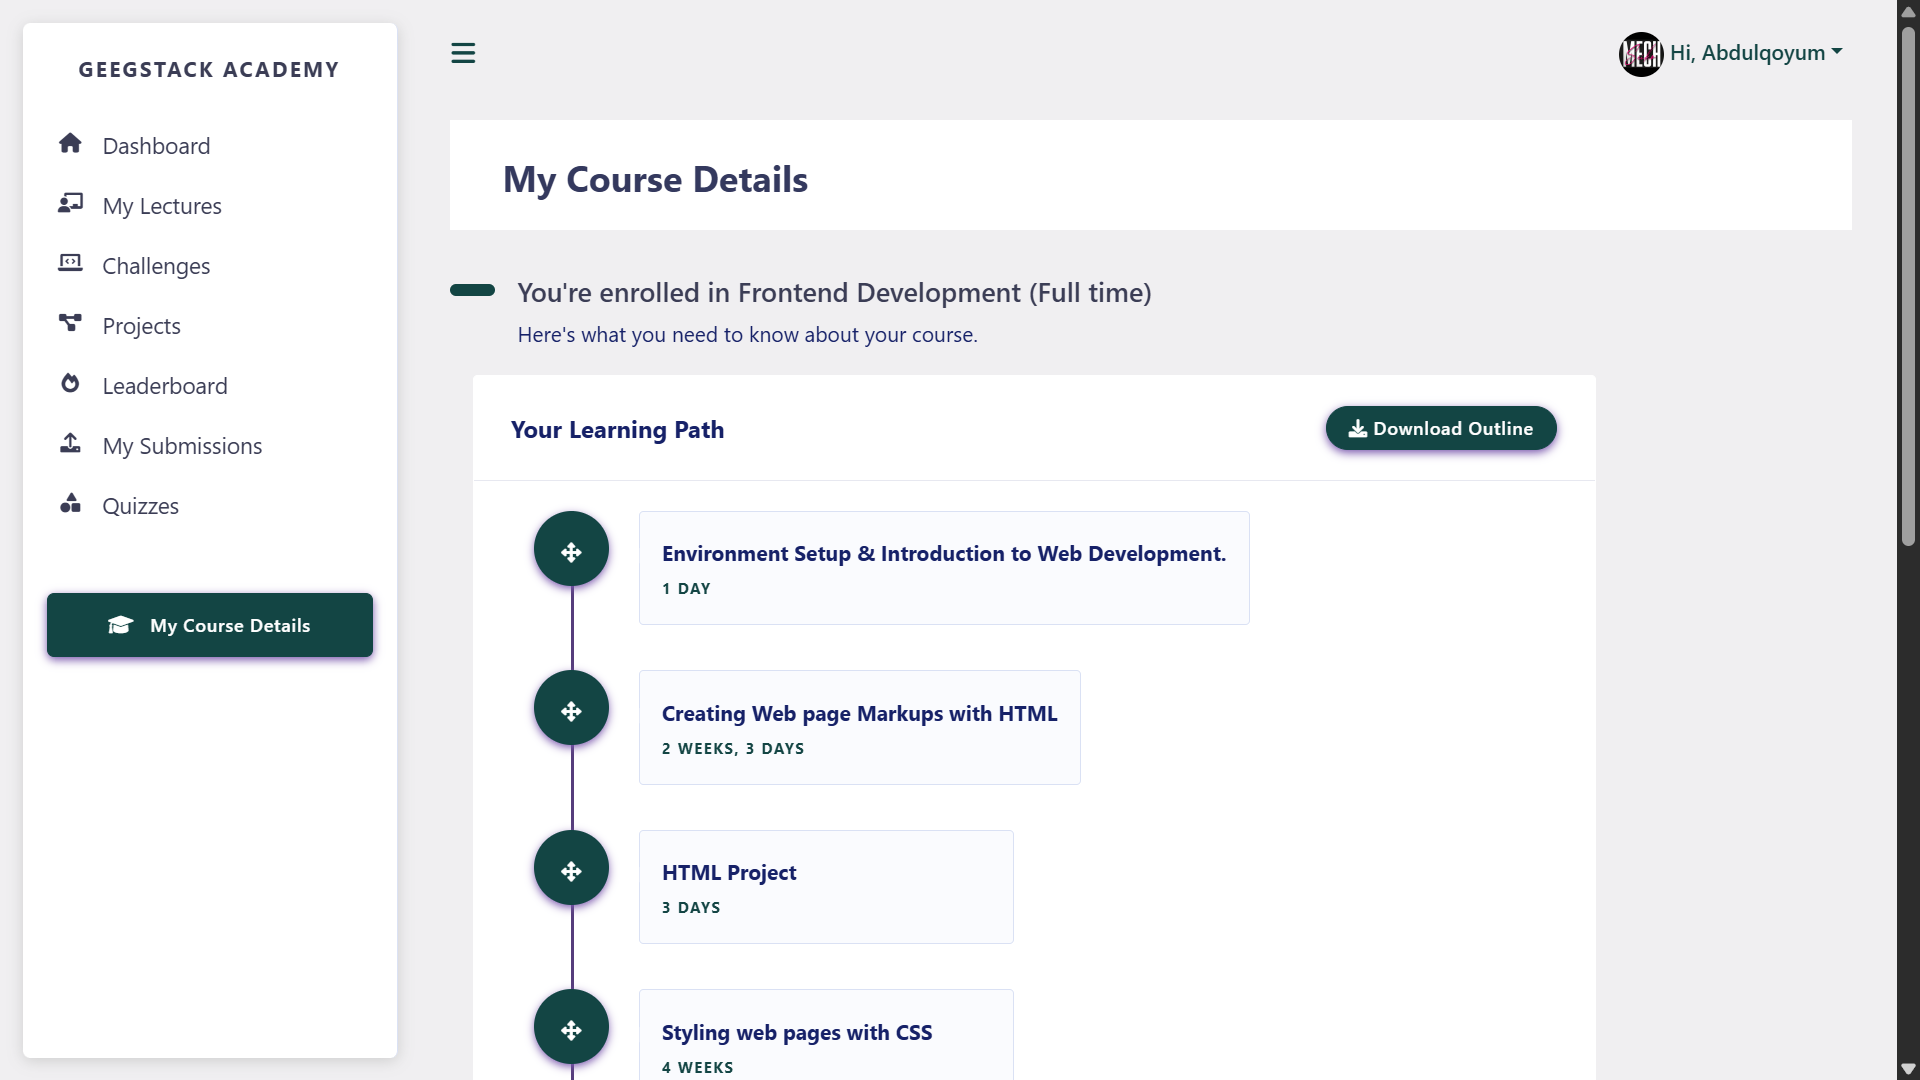 GEEGSTACK ACADEMY
Dashboard
My Lectures
Challenges
Projects
Leaderboard
My Submissions
Quizzes
My Course Details
MECH
Hi, Abdulqoyum
My Course Details
You're enrolled in Frontend Development (Full time)
Here's what you need to know about your course.
Your Learning Path
Download Outline
Environment Setup & Introduction to Web Development.
1 DAY
Creating Web page Markups with HTML
2 WEEKS, 3 DAYS
HTML Project
3 DAYS
Styling web pages with CSS
4 WEEKS